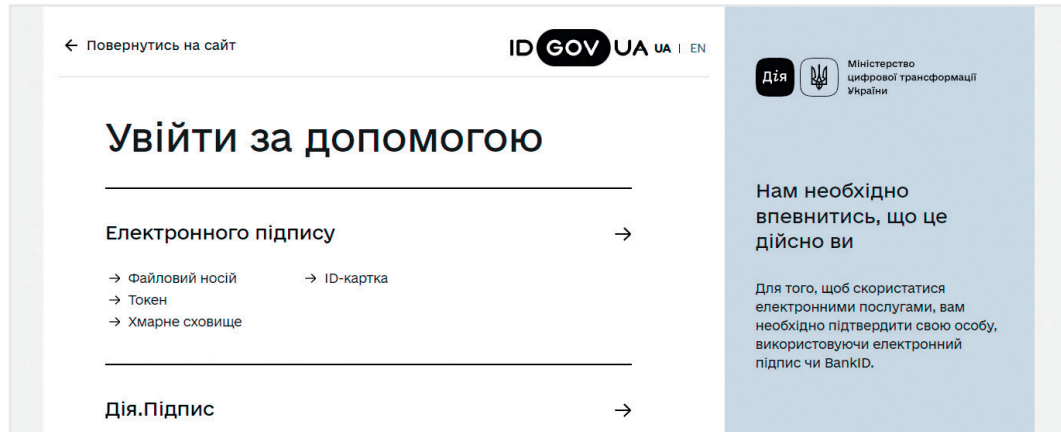 ← Повернутись на сайт
ID GOV UA UA | EN
Увійти за допомогою
Електронного підпису →
→ Файловий носій → ID-картка
→ Токен
→ Хмарне сховище
Дія.Підпис →
Дія
Міністерство
цифрової трансформації
України
Нам необхідно
впевнитись, що це
дійсно ви
Для того, щоб скористатися
електронними послугами, вам
необхідно підтвердити свою особу,
використовуючи електронний
підпис чи BankID.